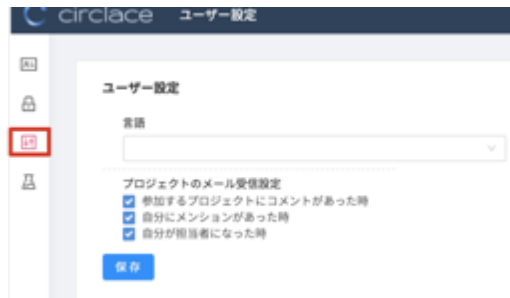 circlace ユーザー設定
ユーザー設定
言語
プロジェクトのメール受信設定
参加するプロジェクトにコメントがあった時
自分にメンションがあった時
自分が担当者になった時
保存